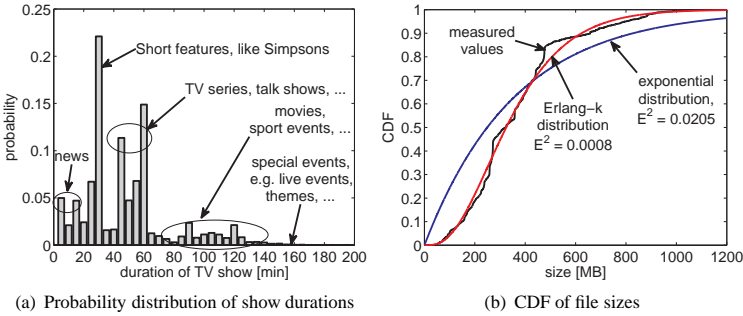 0.25
0.2
0.15
0.1
0.05
0
probability
Short features, like Simpsons
TV series, talk shows, ...
movies,
sport events, ...
news
special events,
e.g. live events,
themes, ...
0 20 40 60 80 100 120 140 160 180 200
duration of TV show [min]
(a) Probability distribution of show durations
1
0.9
0.8
0.7
0.6
0.5
0.4
0.3
0.2
0.1
0
CDF
measured
values
Erlang−k
distribution
E² = 0.0008
exponential
distribution,
E² = 0.0205
0 200 400 600 800 1000 1200
size [MB]
(b) CDF of file sizes